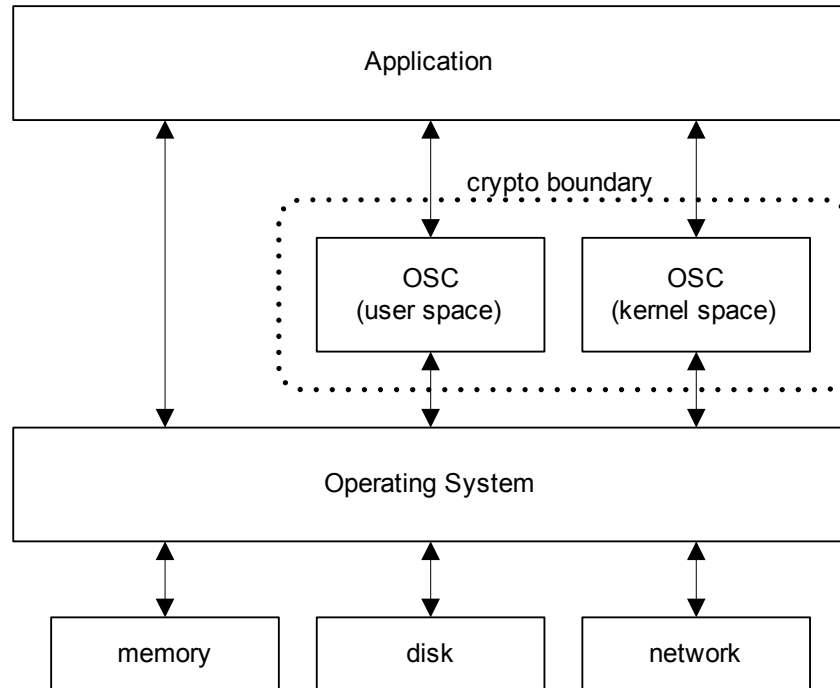 Application
crypto boundary
OSC
(user space)
OSC
(kernel space)
Operating System
memory
disk
network